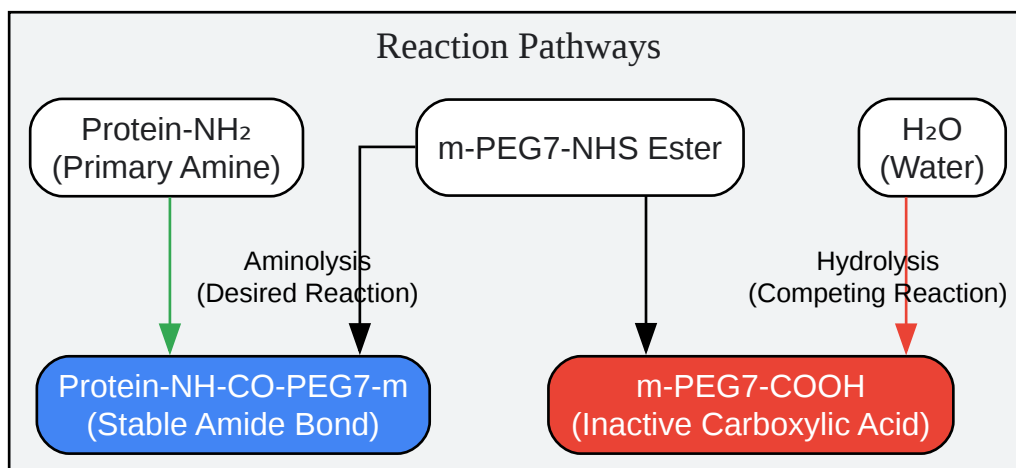 Reaction Pathways
Protein-NH₂
(Primary Amine)
m-PEG7-NHS Ester
H₂O
(Water)
Aminolysis
(Desired Reaction)
Hydrolysis
(Competing Reaction)
Protein-NH-CO-PEG7-m
(Stable Amide Bond)
m-PEG7-COOH
(Inactive Carboxylic Acid)